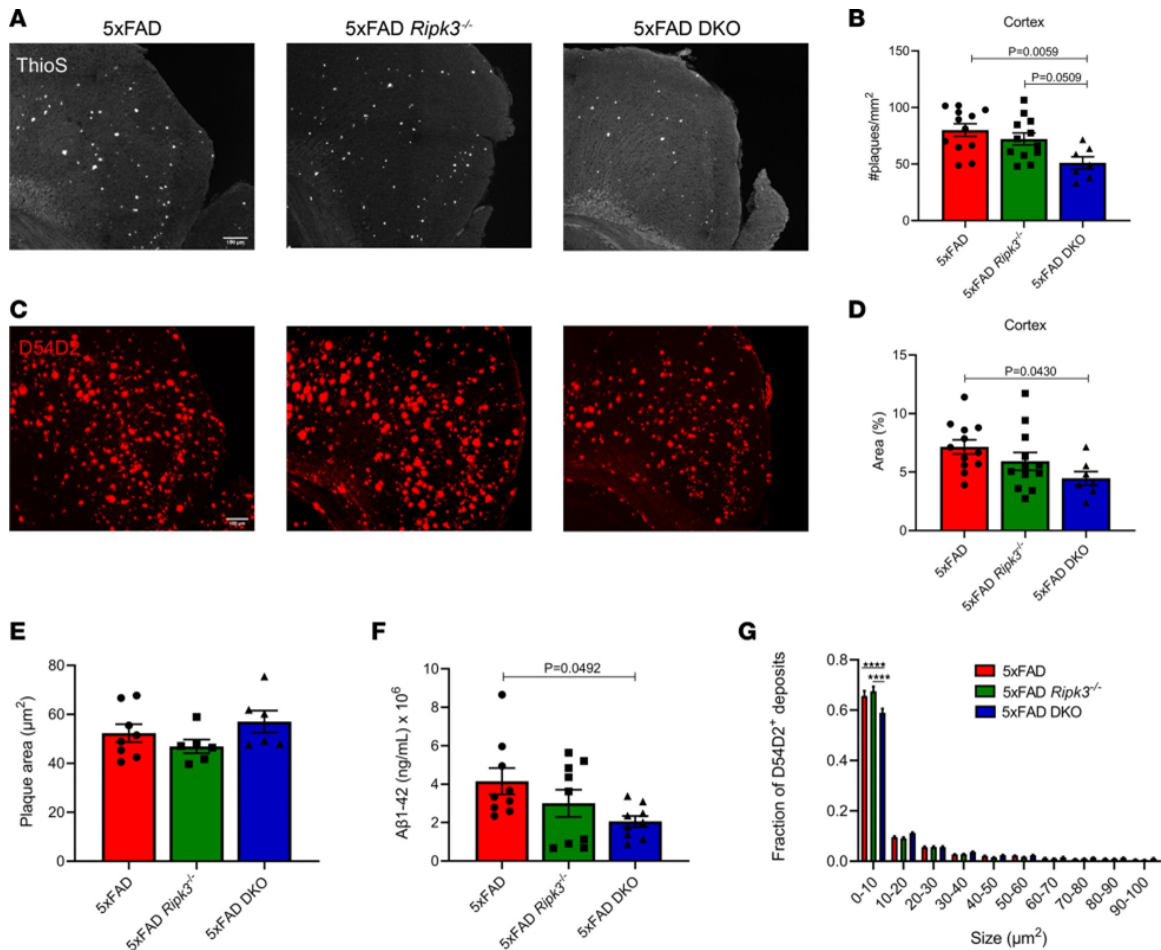 A
5xFAD
5xFAD Ripk3-/-
5xFAD DKO
ThioS
100 µm
B
Cortex
P=0.0059
P=0.0509
#plaques/mm2
150
100
50
0
5xFAD
5xFAD Ripk3-/-
5xFAD DKO
C
D54D2
100 µm
D
Cortex
P=0.0430
Area (%)
15
10
5
0
5xFAD
5xFAD Ripk3-/-
5xFAD DKO
E
Plaque area (µm2)
80
60
40
20
0
5xFAD
5xFAD Ripk3-/-
5xFAD DKO
F
P=0.0492
Aβ1-42 (ng/mL) x 106
10
8
6
4
2
0
5xFAD
5xFAD Ripk3-/-
5xFAD DKO
G
Fraction of D54D2+ deposits
0.8
0.6
0.4
0.2
0.0
****
****
5xFAD
5xFAD Ripk3-/-
5xFAD DKO
0-10
10-20
20-30
30-40
40-50
50-60
60-70
70-80
80-90
90-100
Size (µm2)